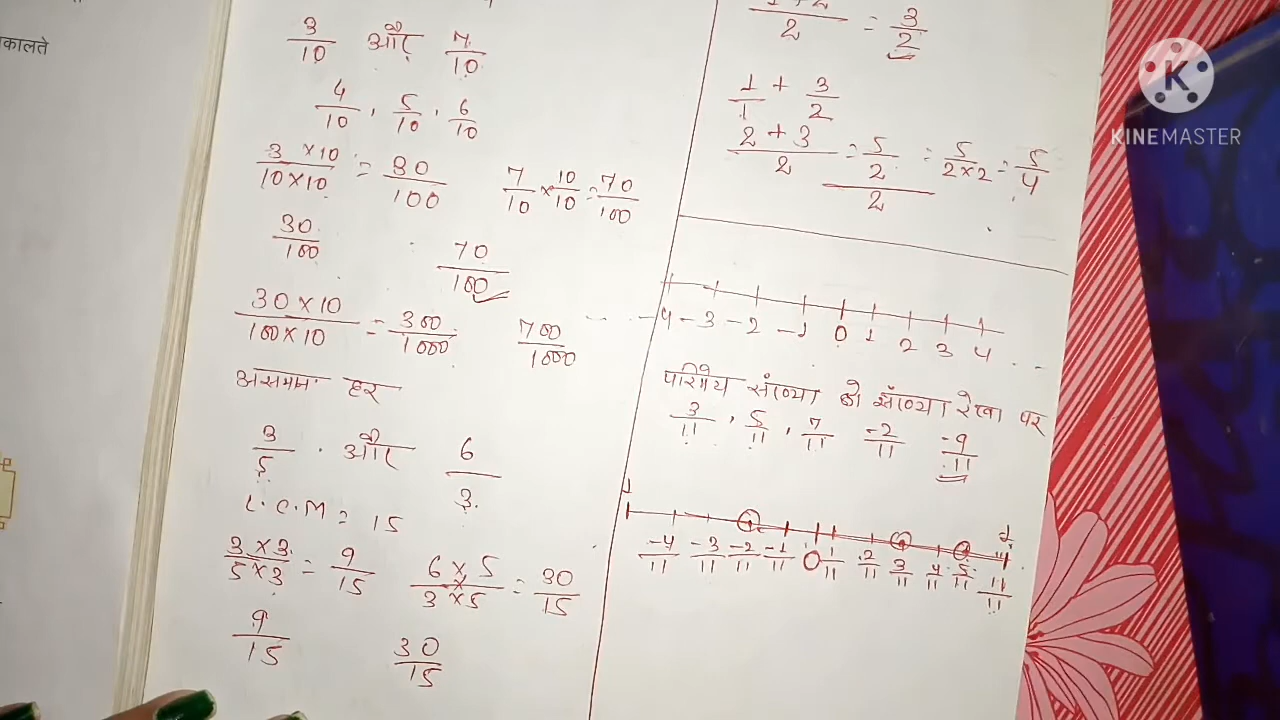 कालते
3/10 और 7/10
4/10, 5/10, 6/10
3×10/10×10 = 30/100 7/10 × 10/10 = 70/100
30/100 70/100
30×10/100×10 = 300/1000 700/1000
असमान हर
3/5 . और 6/3
L.C.M = 15
3×3/5×3 = 9/15 6×5/3×5 = 30/15
9/15 30/15
1+2/2 = 3/2
1/1 + 3/2
2+3/2 = 5/2/2 = 5/2×2 = 5/4
-4 -3 -2 -1 0 1 2 3 4 . .
संख्या को संख्या रेखा पर
3/11, 5/11, 7/11 -2/11 -9/11
-4/11 -3/11 -2/11 -1/11 0 1/11 2/11 3/11 4/11 5/11 11/11
KINEMASTER